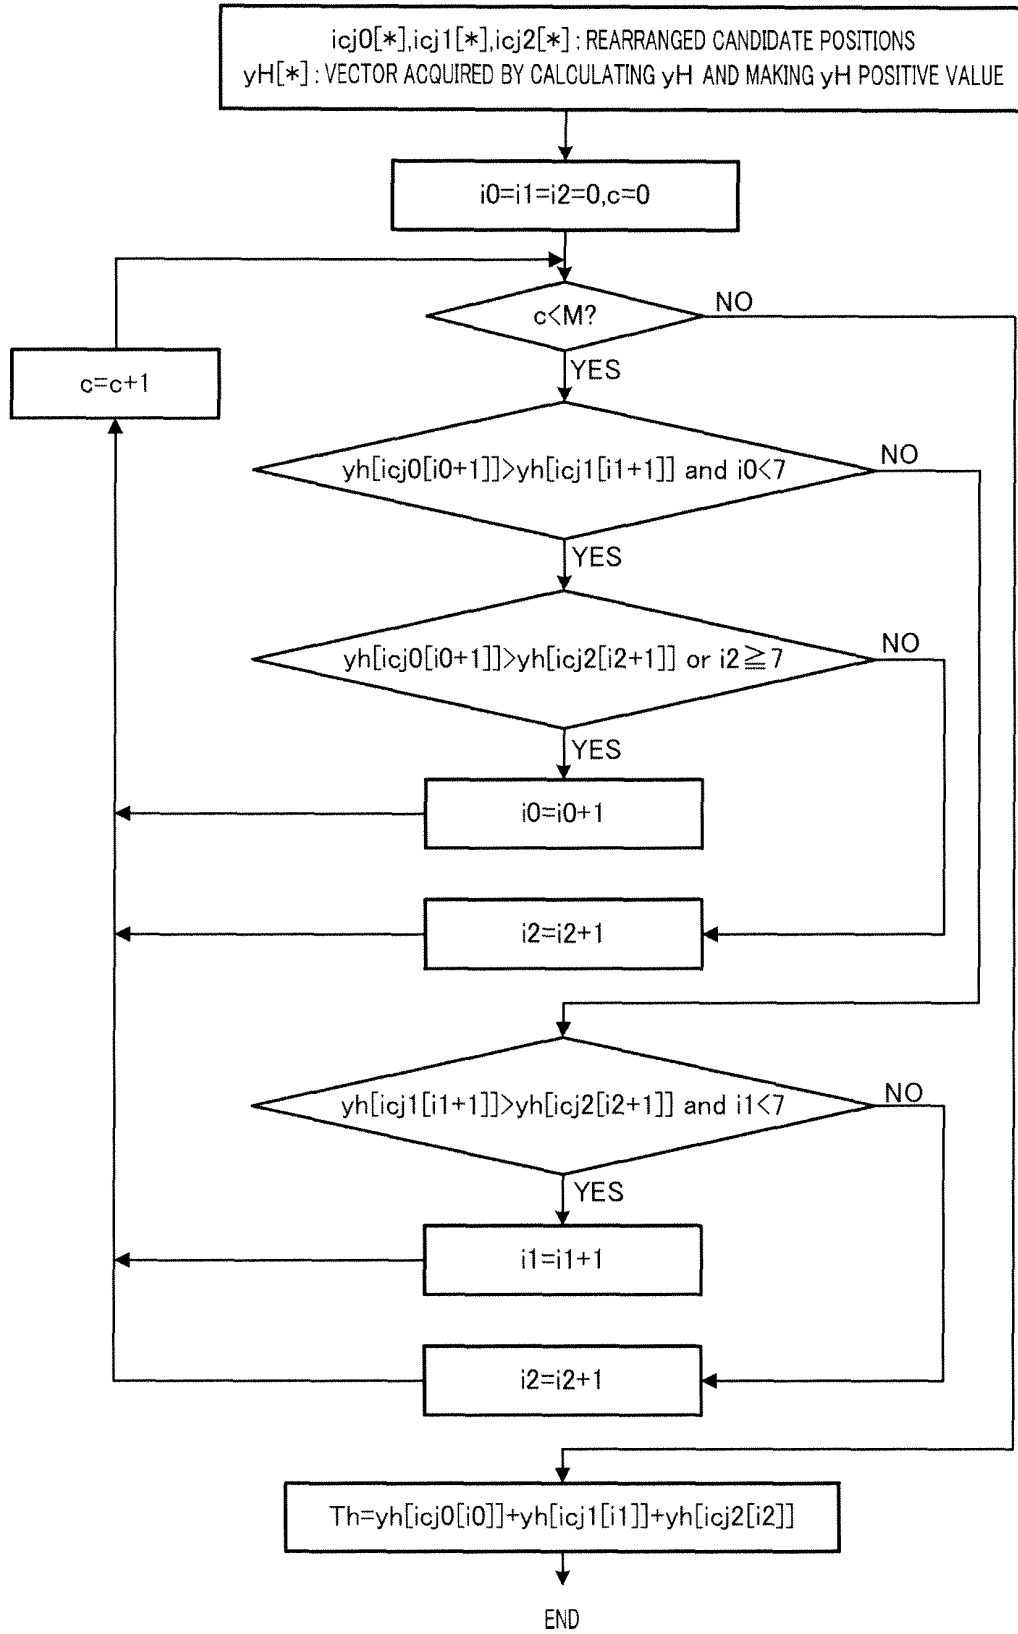 icj0[*],icj1[*],icj2[*] : REARRANGED CANDIDATE POSITIONS
yH[*] : VECTOR ACQUIRED BY CALCULATING yH AND MAKING yH POSITIVE VALUE
i0=i1=i2=0,c=0
c<M?
NO
YES
c=c+1
yh[icj0[i0+1]]>yh[icj1[i1+1]] and i0<7
NO
YES
yh[icj0[i0+1]]>yh[icj2[i2+1]] or i2≧7
NO
YES
i0=i0+1
i2=i2+1
yh[icj1[i1+1]]>yh[icj2[i2+1]] and i1<7
NO
YES
i1=i1+1
i2=i2+1
Th=yh[icj0[i0]]+yh[icj1[i1]]+yh[icj2[i2]]
END